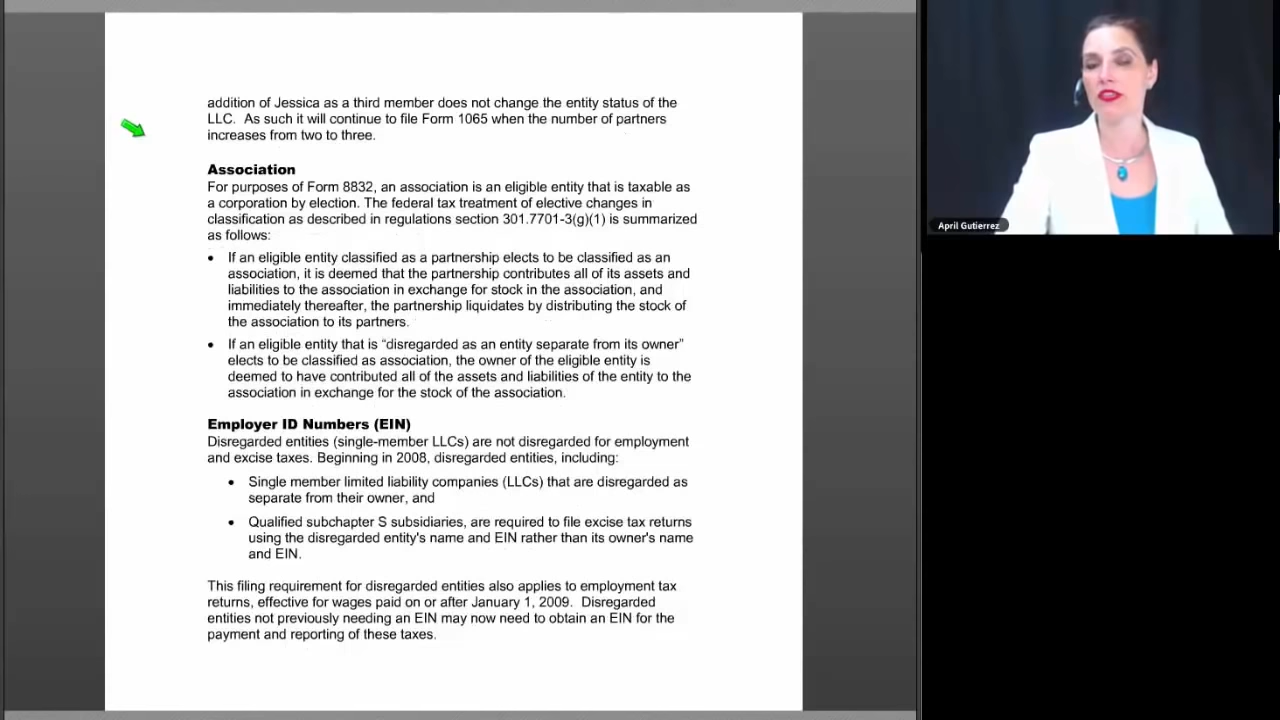 addition of Jessica as a third member does not change the entity status of the
LLC.  As such it will continue to file Form 1065 when the number of partners
increases from two to three.
Association
For purposes of Form 8832, an association is an eligible entity that is taxable as
a corporation by election. The federal tax treatment of elective changes in
classification as described in regulations section 301.7701-3(g)(1) is summarized
as follows:
• If an eligible entity classified as a partnership elects to be classified as an
association, it is deemed that the partnership contributes all of its assets and
liabilities to the association in exchange for stock in the association, and
immediately thereafter, the partnership liquidates by distributing the stock of
the association to its partners.
• If an eligible entity that is “disregarded as an entity separate from its owner”
elects to be classified as association, the owner of the eligible entity is
deemed to have contributed all of the assets and liabilities of the entity to the
association in exchange for the stock of the association.
Employer ID Numbers (EIN)
Disregarded entities (single-member LLCs) are not disregarded for employment
and excise taxes. Beginning in 2008, disregarded entities, including:
• Single member limited liability companies (LLCs) that are disregarded as
separate from their owner, and
• Qualified subchapter S subsidiaries, are required to file excise tax returns
using the disregarded entity's name and EIN rather than its owner's name
and EIN.
This filing requirement for disregarded entities also applies to employment tax
returns, effective for wages paid on or after January 1, 2009.  Disregarded
entities not previously needing an EIN may now need to obtain an EIN for the
payment and reporting of these taxes.
April Gutierrez